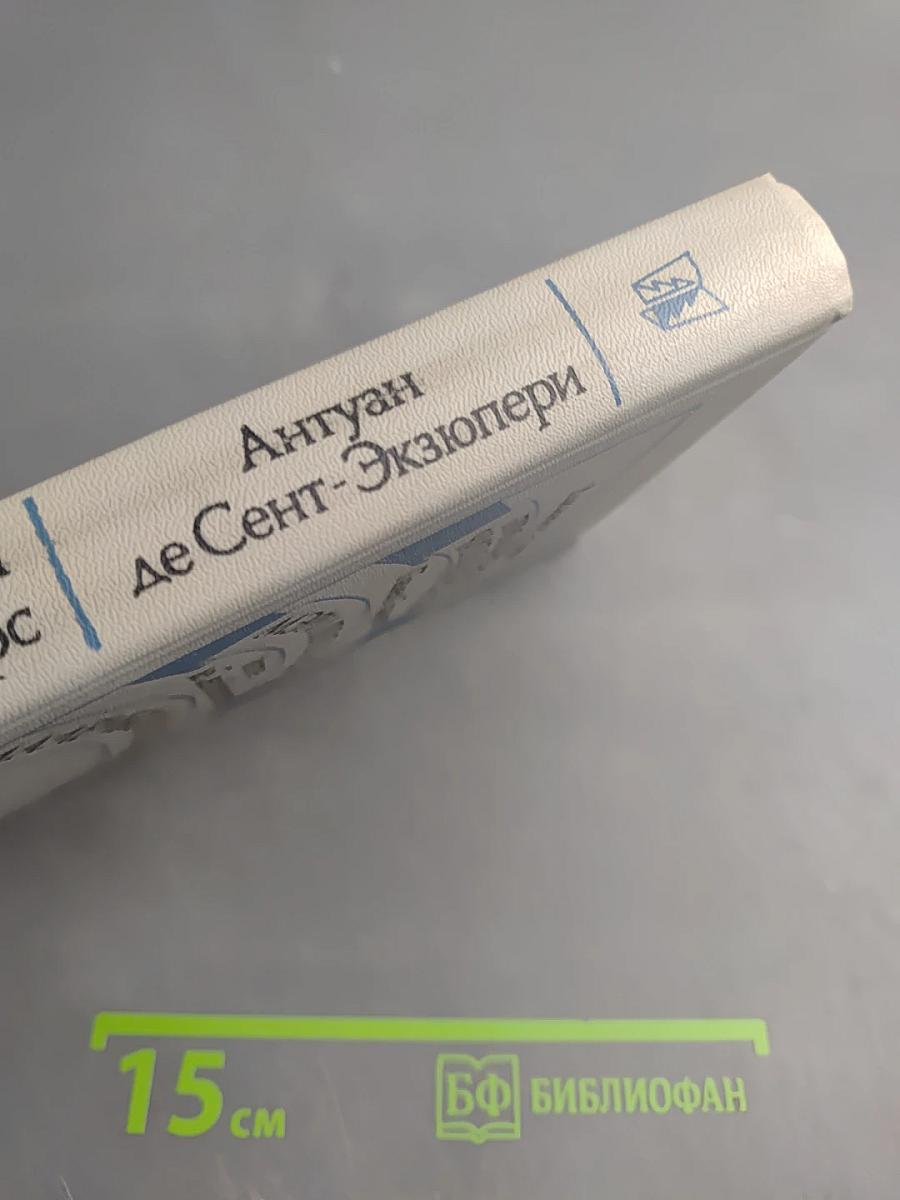 Антуан
де Сент-Экзюпери
15 см
БФ БИБЛИОФАН